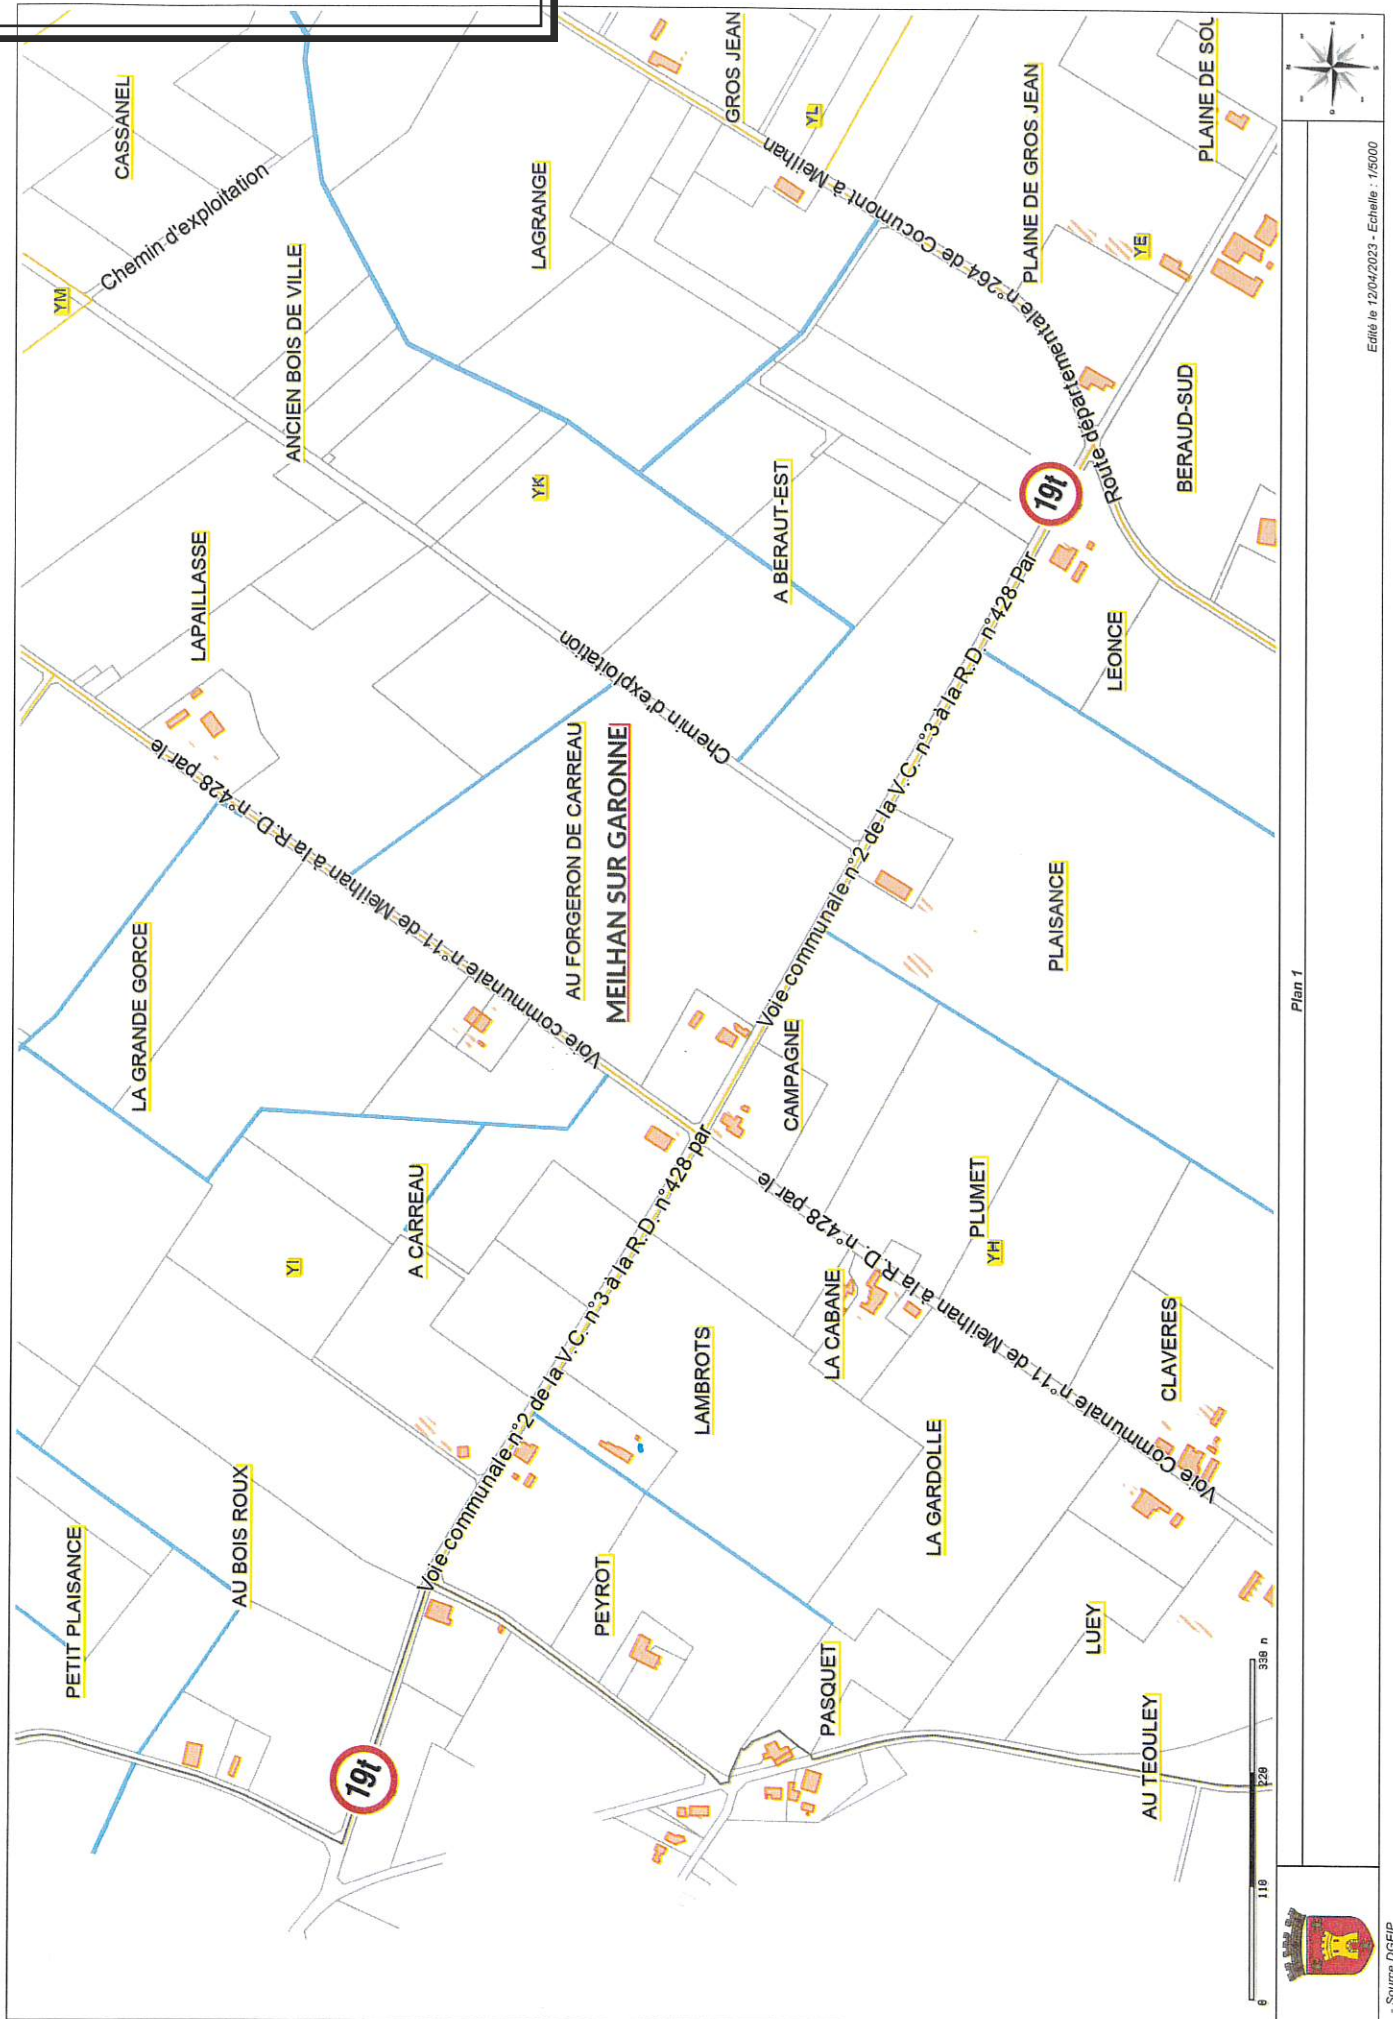 PETIT PLAISANCE
LA GRANDE GORCE
LAPAILLASSE
YM
CASSANEL
Chemin d'exploitation
AU BOIS ROUX
YI
ANCIEN BOIS DE VILLE
A CARREAU
Voie communale n°11 de Meilhan à la R.D. n°428 par le
YK
LAGRANGE
19t
Voie communale n°2 de la V.C. n°3 à la R.D. n°428 par
AU FORGERON DE CARREAU
MEILHAN SUR GARONNE
Chemin d'exploitation
PEYROT
LAMBROTS
CAMPAGNE
A BERAUT-EST
GROS JEAN
YL
PASQUET
LA CABANE
Voie communale n°2 de la V.C. n°3 à la R.D. n°428 Par
19t
Route départementale n°264 de Cocumont à Meilhan
LA GARDOLLE
PLUMET
YH
PLAISANCE
PLAINE DE GROS JEAN
Voie Communale n°11 de Meilhan à la R.D. n°428 par le
LUEY
LEONCE
YE
AU TEOULEY
CLAVERES
BERAUD-SUD
PLAINE DE SOL
0 110 220 330 m
Plan 1
Edité le 12/04/2023 - Echelle : 1/5000
- Source DGFIP